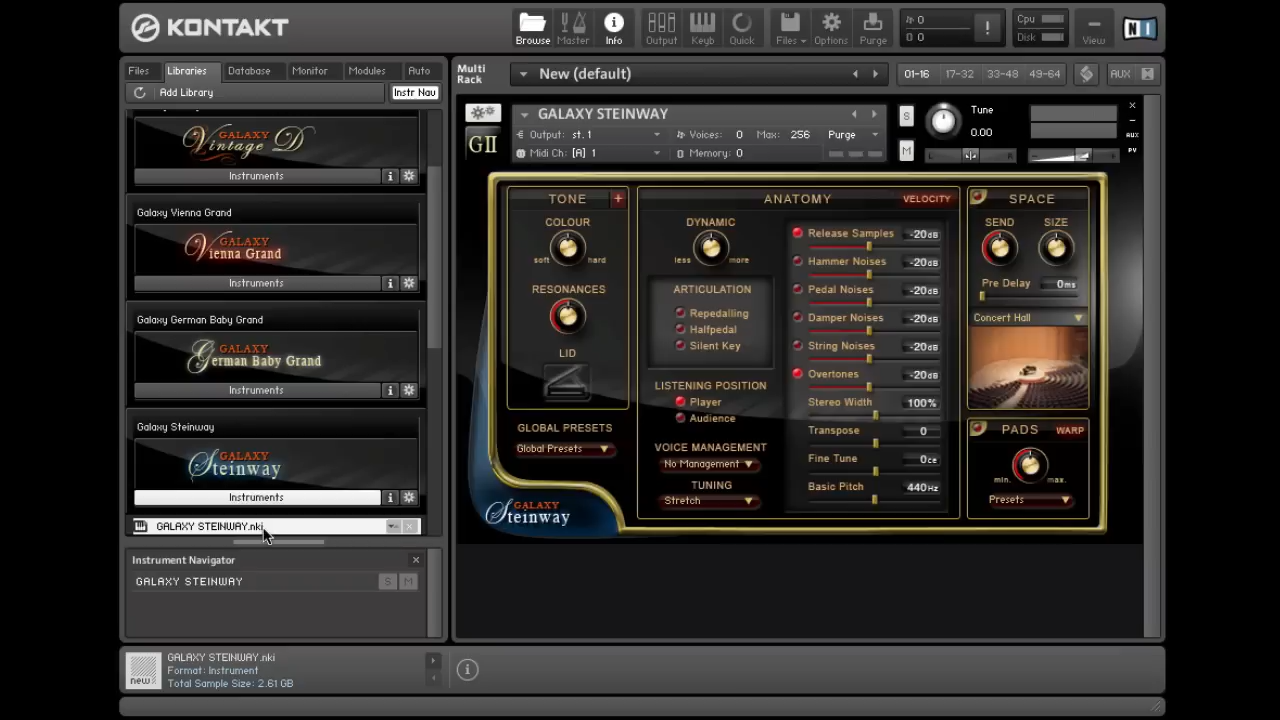 KONTAKT
Browse
Master
Info
Output
Keyb
Quick
Files
Options
Purge
0
0
!
Cpu
Disk
View
NI
Files
Libraries
Database
Monitor
Modules
Auto
Add Library
Instr Nav
GALAXY
Vintage D
Instruments
i
Galaxy Vienna Grand
GALAXY
Vienna Grand
Instruments
i
Galaxy German Baby Grand
GALAXY
German Baby Grand
Instruments
i
Galaxy Steinway
GALAXY
Steinway
Instruments
i
GALAXY STEINWAY.nki
Instrument Navigator
GALAXY STEINWAY S M
new
GALAXY STEINWAY.nki
Format: Instrument
Total Sample Size: 2.61 GB
Multi
Rack
New (default)
01-16 17-32 33-48 49-64
AUX
GII
GALAXY STEINWAY
Output: st. 1
Voices: 0 Max: 256 Purge
Midi Ch: [A] 1
Memory: 0
S
M
Tune
0.00
L R
AUX
PV
TONE +
COLOUR
soft hard
RESONANCES
LID
GLOBAL PRESETS
Global Presets
GALAXY
Steinway
ANATOMY VELOCITY
DYNAMIC
less more
ARTICULATION
Repedalling
Halfpedal
Silent Key
LISTENING POSITION
Player
Audience
VOICE MANAGEMENT
No Management
TUNING
Stretch
Release Samples -20dB
Hammer Noises -20dB
Pedal Noises -20dB
Damper Noises -20dB
String Noises -20dB
Overtones -20dB
Stereo Width 100%
Transpose 0
Fine Tune 0ce
Basic Pitch 440Hz
SPACE
SEND SIZE
Pre Delay 0ms
Concert Hall
PADS WARP
min. max.
Presets
i